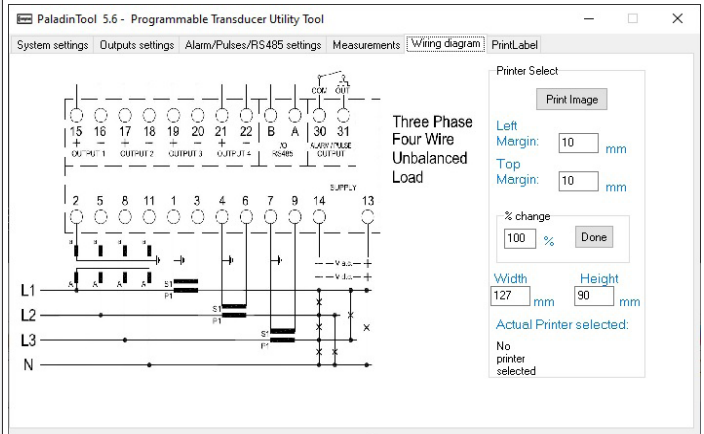 PaladinTool 5.6 - Programmable Transducer Utility Tool
System settings Outputs settings Alarm/Pulses/RS485 settings Measurements Wiring diagram PrintLabel
COM OUT
15 16 17 18 19 20 21 22 B A 30 31
+ - + - + - + -
OUTPUT 1 OUTPUT 2 OUTPUT 3 OUTPUT 4 RS485 ALARM/PULSE
OUTPUT
SUPPLY
2 5 8 11 1 3 4 6 7 9 14 13
A A A A S1
P1
L1
S1
P1
L2
S1
P1
L3
N
Three Phase
Four Wire
Unbalanced
Load
Printer Select
Print Image
Left
Margin: 10 mm
Top
Margin: 10 mm
% change
100 % Done
Width Height
127 mm 90 mm
Actual Printer selected:
No
printer
selected